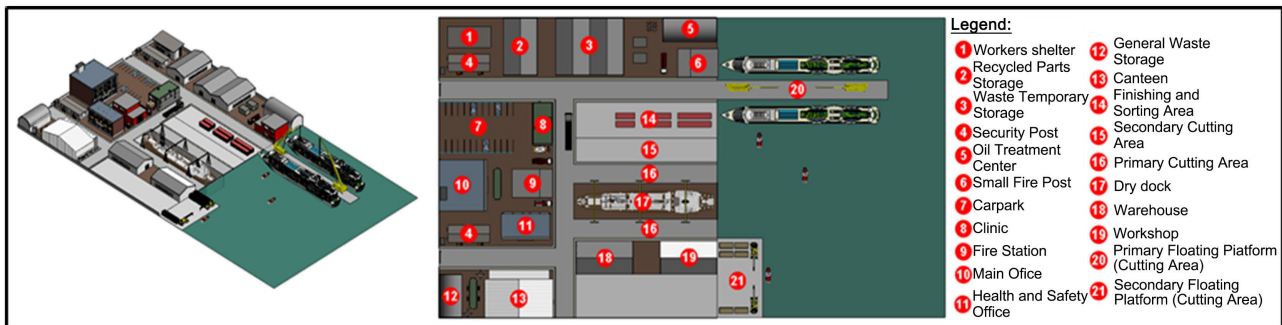 1
2
3
5
4
6
20
7
8
14
15
16
10
9
17
4
11
16
18
19
12
13
21
Legend:
1 Workers shelter
2 Recycled Parts
Storage
3 Waste Temporary
Storage
4 Security Post
5 Oil Treatment
Center
6 Small Fire Post
7 Carpark
8 Clinic
9 Fire Station
10 Main Ofice
11 Health and Safety
Office
12 General Waste
Storage
13 Canteen
14 Finishing and
Sorting Area
15 Secondary Cutting
Area
16 Primary Cutting Area
17 Dry dock
18 Warehouse
19 Workshop
20 Primary Floating Platform
(Cutting Area)
21 Secondary Floating
Platform (Cutting Area)